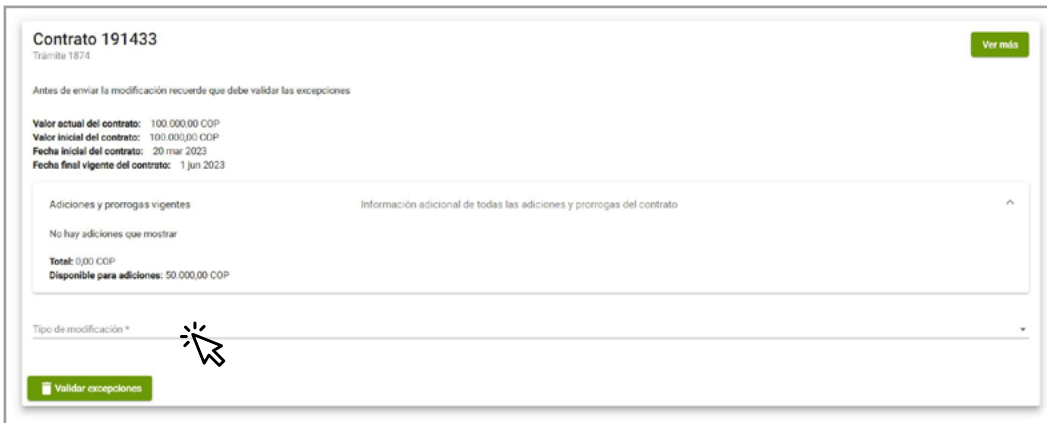 Contrato 191433
Ver más
Trámite 1874
Antes de enviar la modificación recuerde que debe validar las excepciones
Valor actual del contrato: 100.000,00 COP
Valor inicial del contrato: 100.000,00 COP
Fecha inicial del contrato: 20 mar 2023
Fecha final vigente del contrato: 1 jun 2023
Adiciones y prorrogas vigentes Información adicional de todas las adiciones y prorrogas del contrato
No hay adiciones que mostrar
Total: 0,00 COP
Disponible para adiciones: 50.000,00 COP
Tipo de modificación *
Validar excepciones